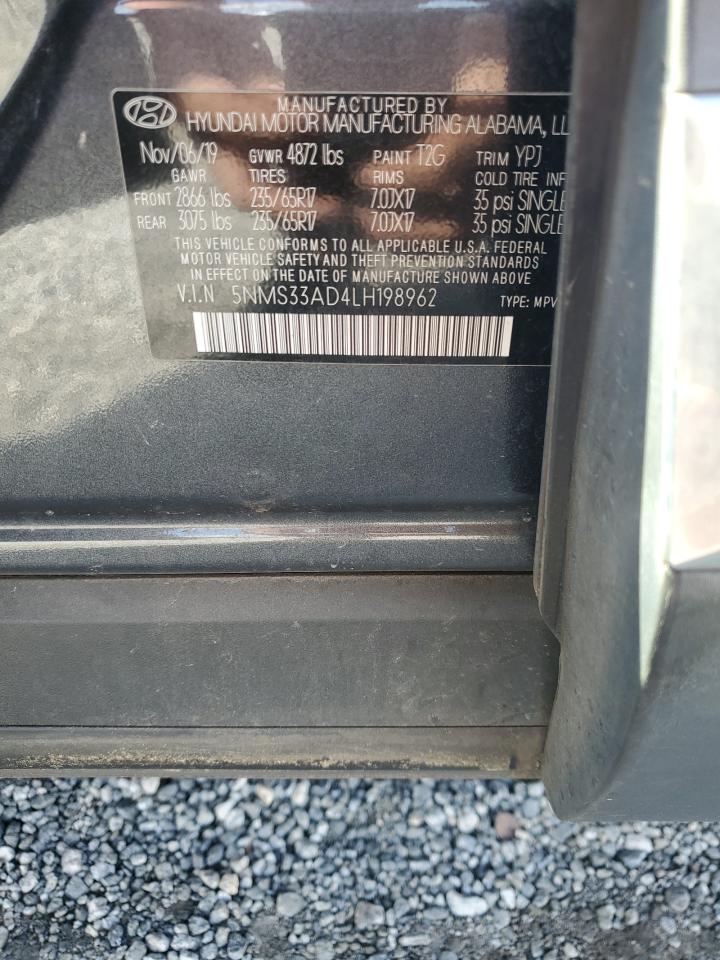 MANUFACTURED BY
HYUNDAI MOTOR MANUFACTURING ALABAMA, LL
Nov/06/19 GVWR 4872 lbs PAINT T2G TRIM YPJ
GAWR TIRES RIMS COLD TIRE INF
FRONT 2866 lbs 235/65R17 7.0JX17 35 psi SINGLE
REAR 3075 lbs 235/65R17 7.0JX17 35 psi SINGLE
THIS VEHICLE CONFORMS TO ALL APPLICABLE U.S.A. FEDERAL
MOTOR VEHICLE SAFETY AND THEFT PREVENTION STANDARDS
IN EFFECT ON THE DATE OF MANUFACTURE SHOWN ABOVE.
V.I.N 5NMS33AD4LH198962 TYPE: MPV